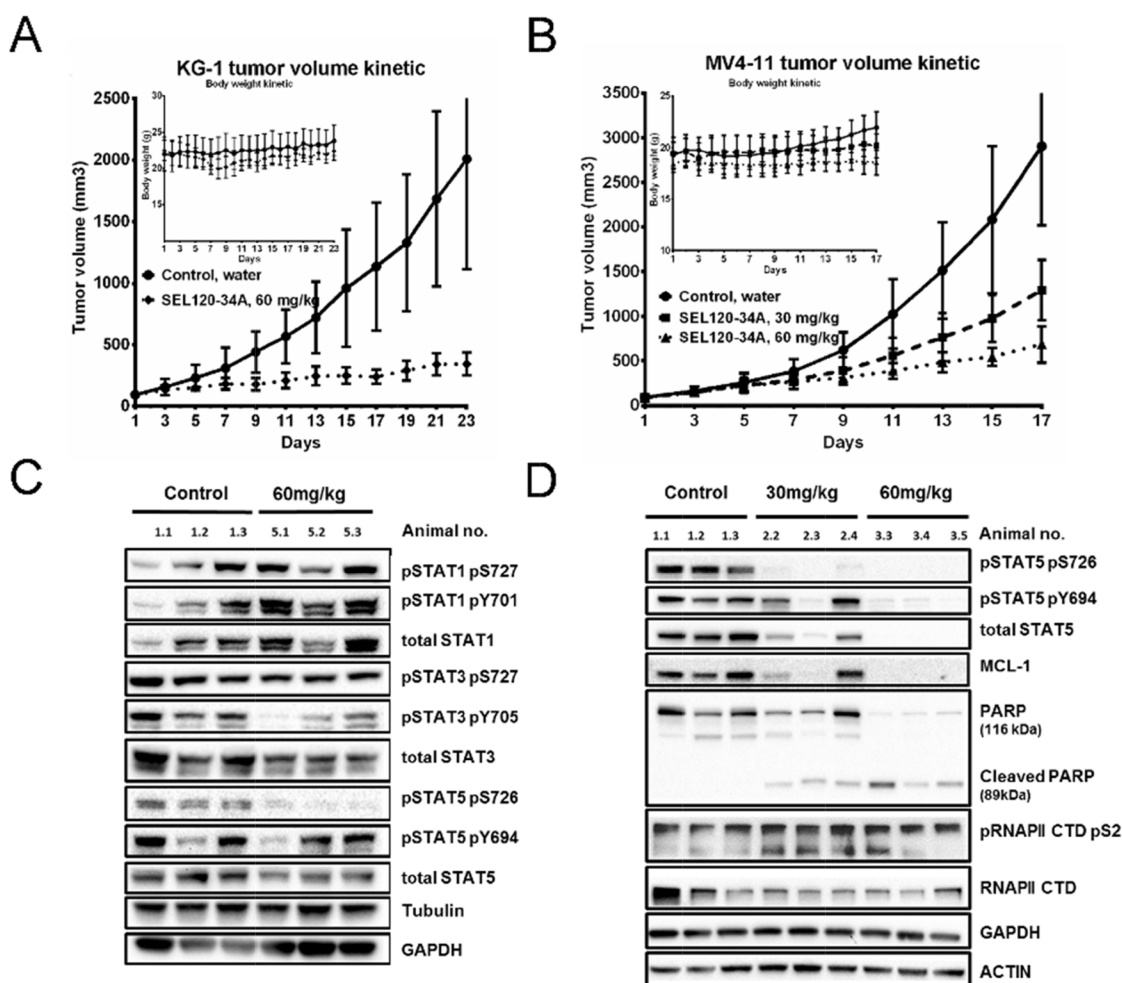 A
KG-1 tumor volume kinetic
Body weight kinetic
Tumor volume (mm3)
2500
2000
1500
1000
500
0
Body weight (g)
30
25
20
15
1 3 5 7 9 11 13 15 17 19 21 23
Days
Control, water
SEL120-34A, 60 mg/kg
1 3 5 7 9 11 13 15 17 19 21 23
Days
B
MV4-11 tumor volume kinetic
Body weight kinetic
Tumor volume (mm3)
3500
3000
2500
2000
1500
1000
500
0
Body weight (g)
25
20
15
10
1 3 5 7 9 11 13 15 17
Days
Control, water
SEL120-34A, 30 mg/kg
SEL120-34A, 60 mg/kg
1 3 5 7 9 11 13 15 17
Days
C
Control 60mg/kg
1.1 1.2 1.3 5.1 5.2 5.3 Animal no.
pSTAT1 pS727
pSTAT1 pY701
total STAT1
pSTAT3 pS727
pSTAT3 pY705
total STAT3
pSTAT5 pS726
pSTAT5 pY694
total STAT5
Tubulin
GAPDH
D
Control 30mg/kg 60mg/kg
1.1 1.2 1.3 2.2 2.3 2.4 3.3 3.4 3.5 Animal no.
pSTAT5 pS726
pSTAT5 pY694
total STAT5
MCL-1
PARP
(116 kDa)
Cleaved PARP
(89kDa)
pRNAPII CTD pS2
RNAPII CTD
GAPDH
ACTIN